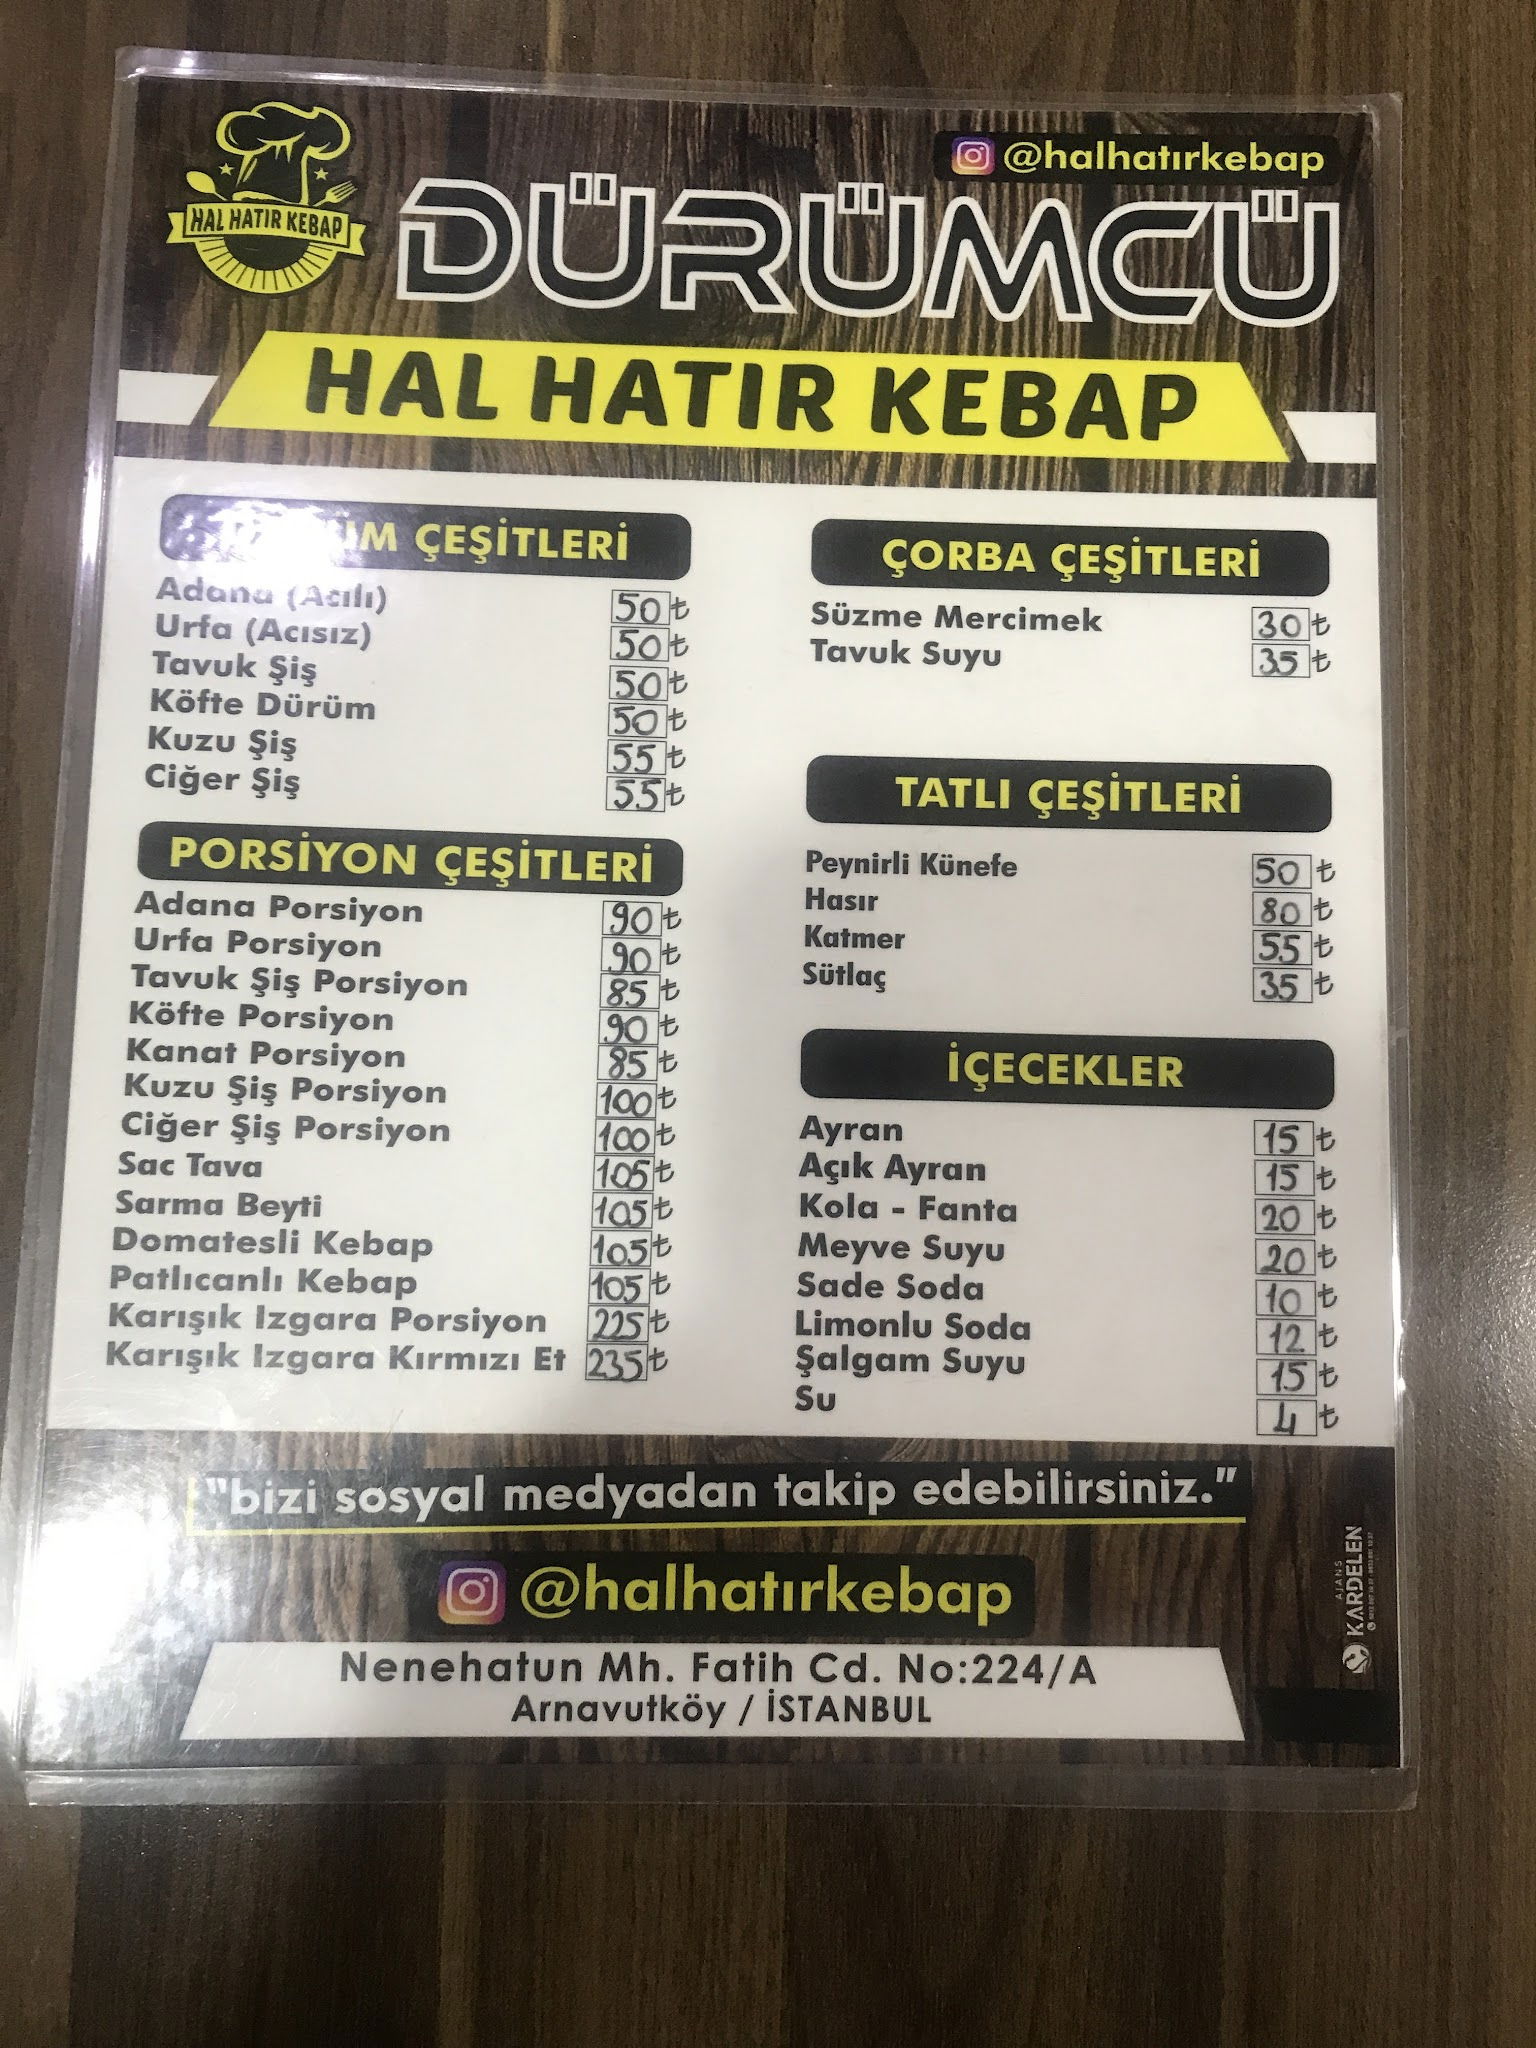 @halhatırkebap
HAL HATIR KEBAP
DÜRÜMCÜ
HAL HATIR KEBAP
ÇEŞİTLERİ
Adana (Acılı) 50 ₺
Urfa (Acısız) 50 ₺
Tavuk Şiş 50 ₺
Köfte Dürüm 50 ₺
Kuzu Şiş 55 ₺
Ciğer Şiş 55 ₺
PORSİYON ÇEŞİTLERİ
Adana Porsiyon 90 ₺
Urfa Porsiyon 90 ₺
Tavuk Şiş Porsiyon 85 ₺
Köfte Porsiyon 90 ₺
Kanat Porsiyon 85 ₺
Kuzu Şiş Porsiyon 100 ₺
Ciğer Şiş Porsiyon 100 ₺
Sac Tava 105 ₺
Sarma Beyti 105 ₺
Domatesli Kebap 105 ₺
Patlıcanlı Kebap 105 ₺
Karışık Izgara Porsiyon 225 ₺
Karışık Izgara Kırmızı Et 235 ₺
ÇORBA ÇEŞİTLERİ
Süzme Mercimek 30 ₺
Tavuk Suyu 35 ₺
TATLI ÇEŞİTLERİ
Peynirli Künefe 50 ₺
Hasır 80 ₺
Katmer 55 ₺
Sütlaç 35 ₺
İÇECEKLER
Ayran 15 ₺
Açık Ayran 15 ₺
Kola - Fanta 20 ₺
Meyve Suyu 20 ₺
Sade Soda 10 ₺
Limonlu Soda 12 ₺
Şalgam Suyu 15 ₺
Su 4 ₺
"bizi sosyal medyadan takip edebilirsiniz."
@halhatırkebap
Nenehatun Mh. Fatih Cd. No:224/A
Arnavutköy / İSTANBUL
AJANS
KARDELEN